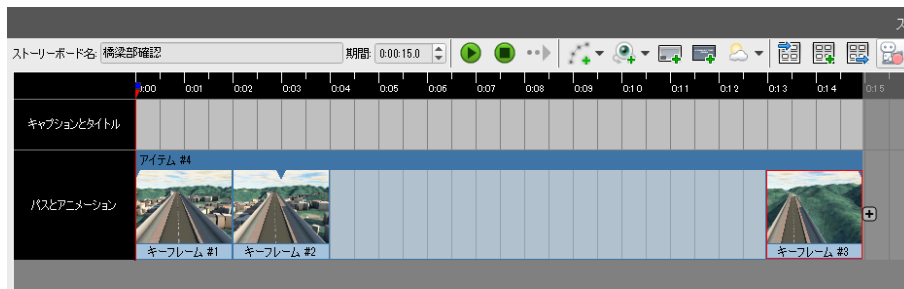 ス
ストーリーボード名: 橋梁部確認 期間: 0:00:15.0
0:00 0:01 0:02 0:03 0:04 0:05 0:06 0:07 0:08 0:09 0:10 0:11 0:12 0:13 0:14 0:15
キャプションとタイトル
アイテム #4
パスとアニメーション
キーフレーム #1 キーフレーム #2 キーフレーム #3